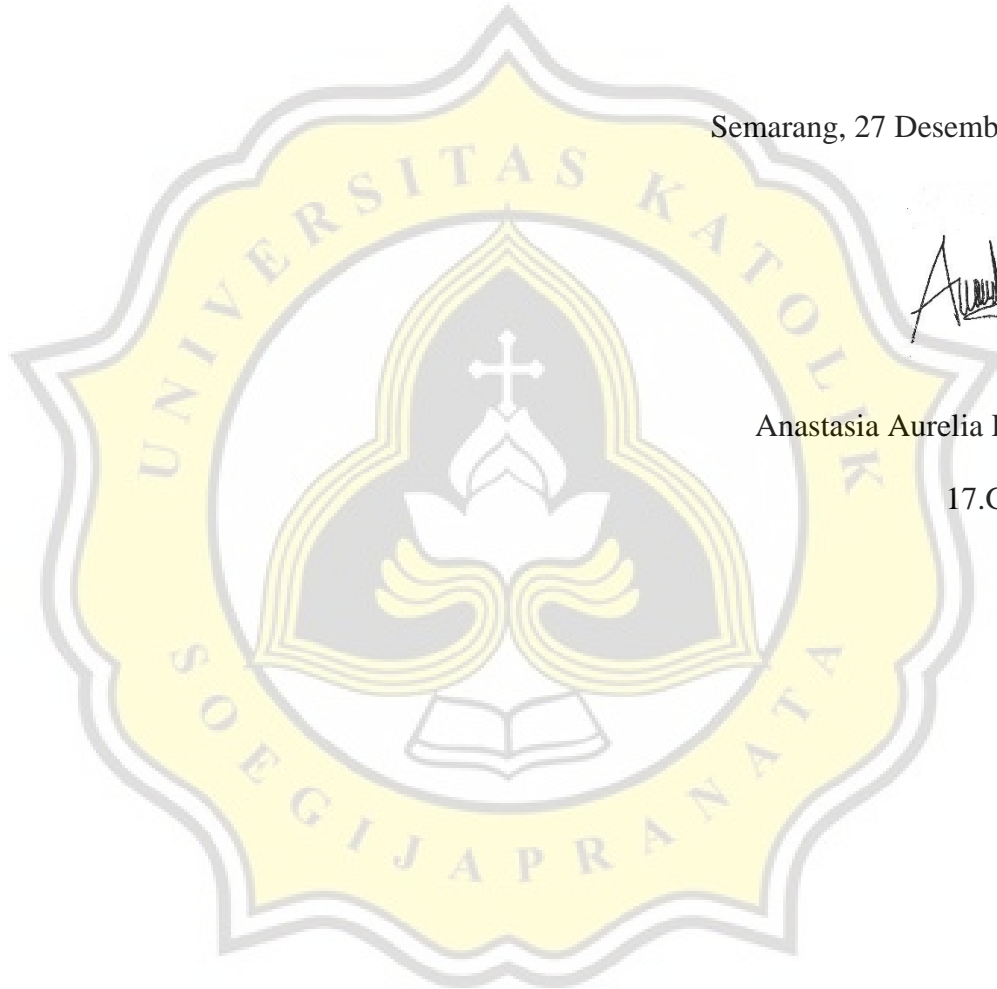 Semarang, 27 Desemb
UNIVERSITAS KATOLIK
Anastasia Aurelia
17.
SOEGIJAPRANATA